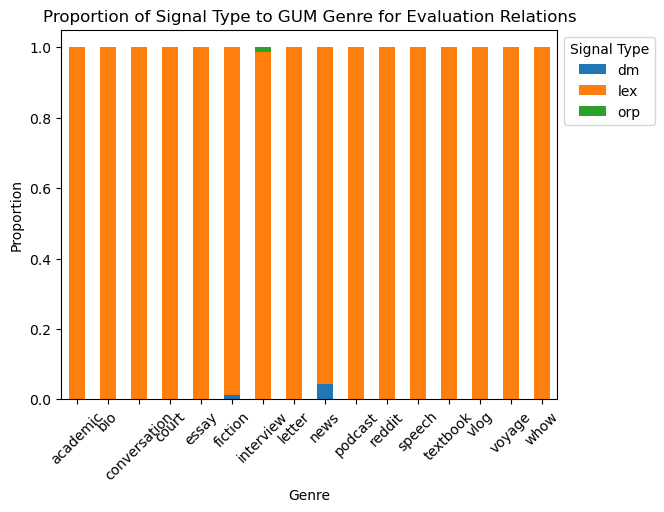 Proportion of Signal Type to GUM Genre for Evaluation Relations
Signal Type
dm
lex
orp
1.0
0.8
0.6
0.4
0.2
0.0
Proportion
academic
bio
conversation
court
essay
fiction
interview
letter
news
podcast
reddit
speech
textbook
vlog
voyage
whow
Genre